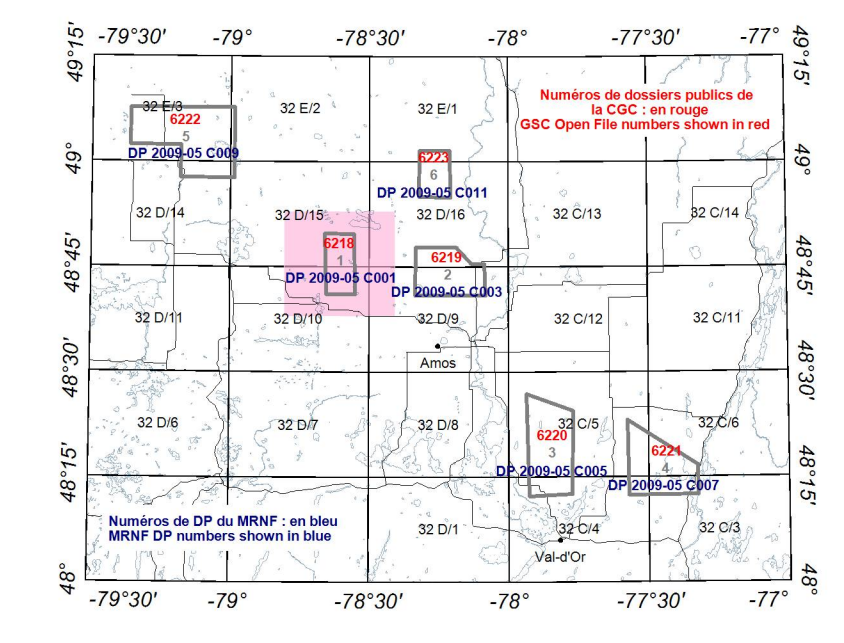 -79°30' -79° -78°30' -78° -77°30' -77°
49°15' 49°15'
32 E/3 32 E/2 32 E/1
Numéros de dossiers publics de
la CGC : en rouge
GSC Open File numbers shown in red
6222
5
DP 2009-05 C009
49° 49°
6223
6
DP 2009-05 C011
32 D/14 32 D/15 32 D/16 32 C/13 32 C/14
6218
1
DP 2009-05 C001
6219
2
DP 2009-05 C003
48°45' 48°45'
32 D/11 32 D/10 32 D/9 32 C/12 32 C/11
Amos
48°30' 48°30'
32 D/6 32 D/7 32 D/8 32 C/5 32 C/6
6220
3
DP 2009-05 C005
6221
4
DP 2009-05 C007
48°15' 48°15'
Numéros de DP du MRNF : en bleu
MRNF DP numbers shown in blue
32 D/1 32 C/4 32 C/3
Val-d'Or
48° 48°
-79°30' -79° -78°30' -78° -77°30' -77°